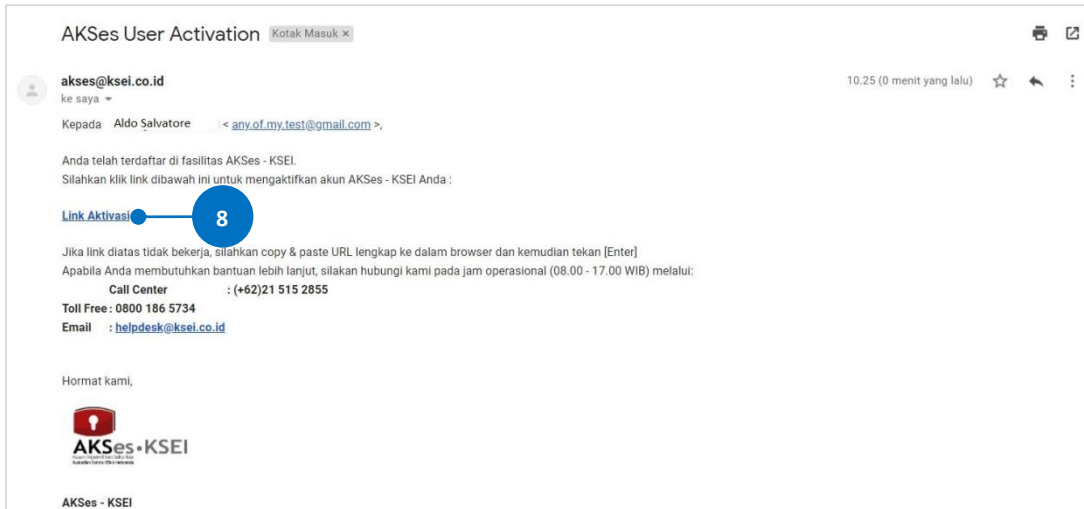 AKSes User Activation Kotak Masuk ×
akses@ksei.co.id 10.25 (0 menit yang lalu)
ke saya
Kepada Aldo Salvatore < any.of.my.test@gmail.com >,
Anda telah terdaftar di fasilitas AKSes - KSEI.
Silahkan klik link dibawah ini untuk mengaktifkan akun AKSes - KSEI Anda :
Link Aktivasi 8
Jika link diatas tidak bekerja, silahkan copy & paste URL lengkap ke dalam browser dan kemudian tekan [Enter]
Apabila Anda membutuhkan bantuan lebih lanjut, silakan hubungi kami pada jam operasional (08.00 - 17.00 WIB) melalui:
Call Center : (+62)21 515 2855
Toll Free : 0800 186 5734
Email : helpdesk@ksei.co.id
Hormat kami,
AKSes-KSEI
AKSes - KSEI